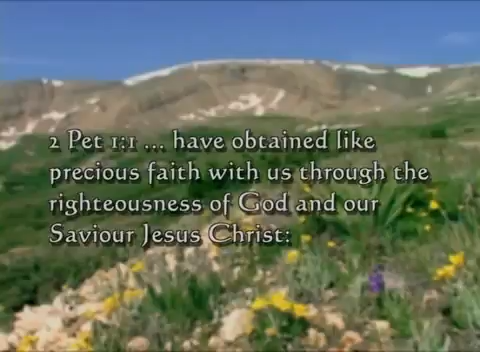 2 Pet 1:1 ... have obtained like
precious faith with us through the
righteousness of God and our
Saviour Jesus Christ: